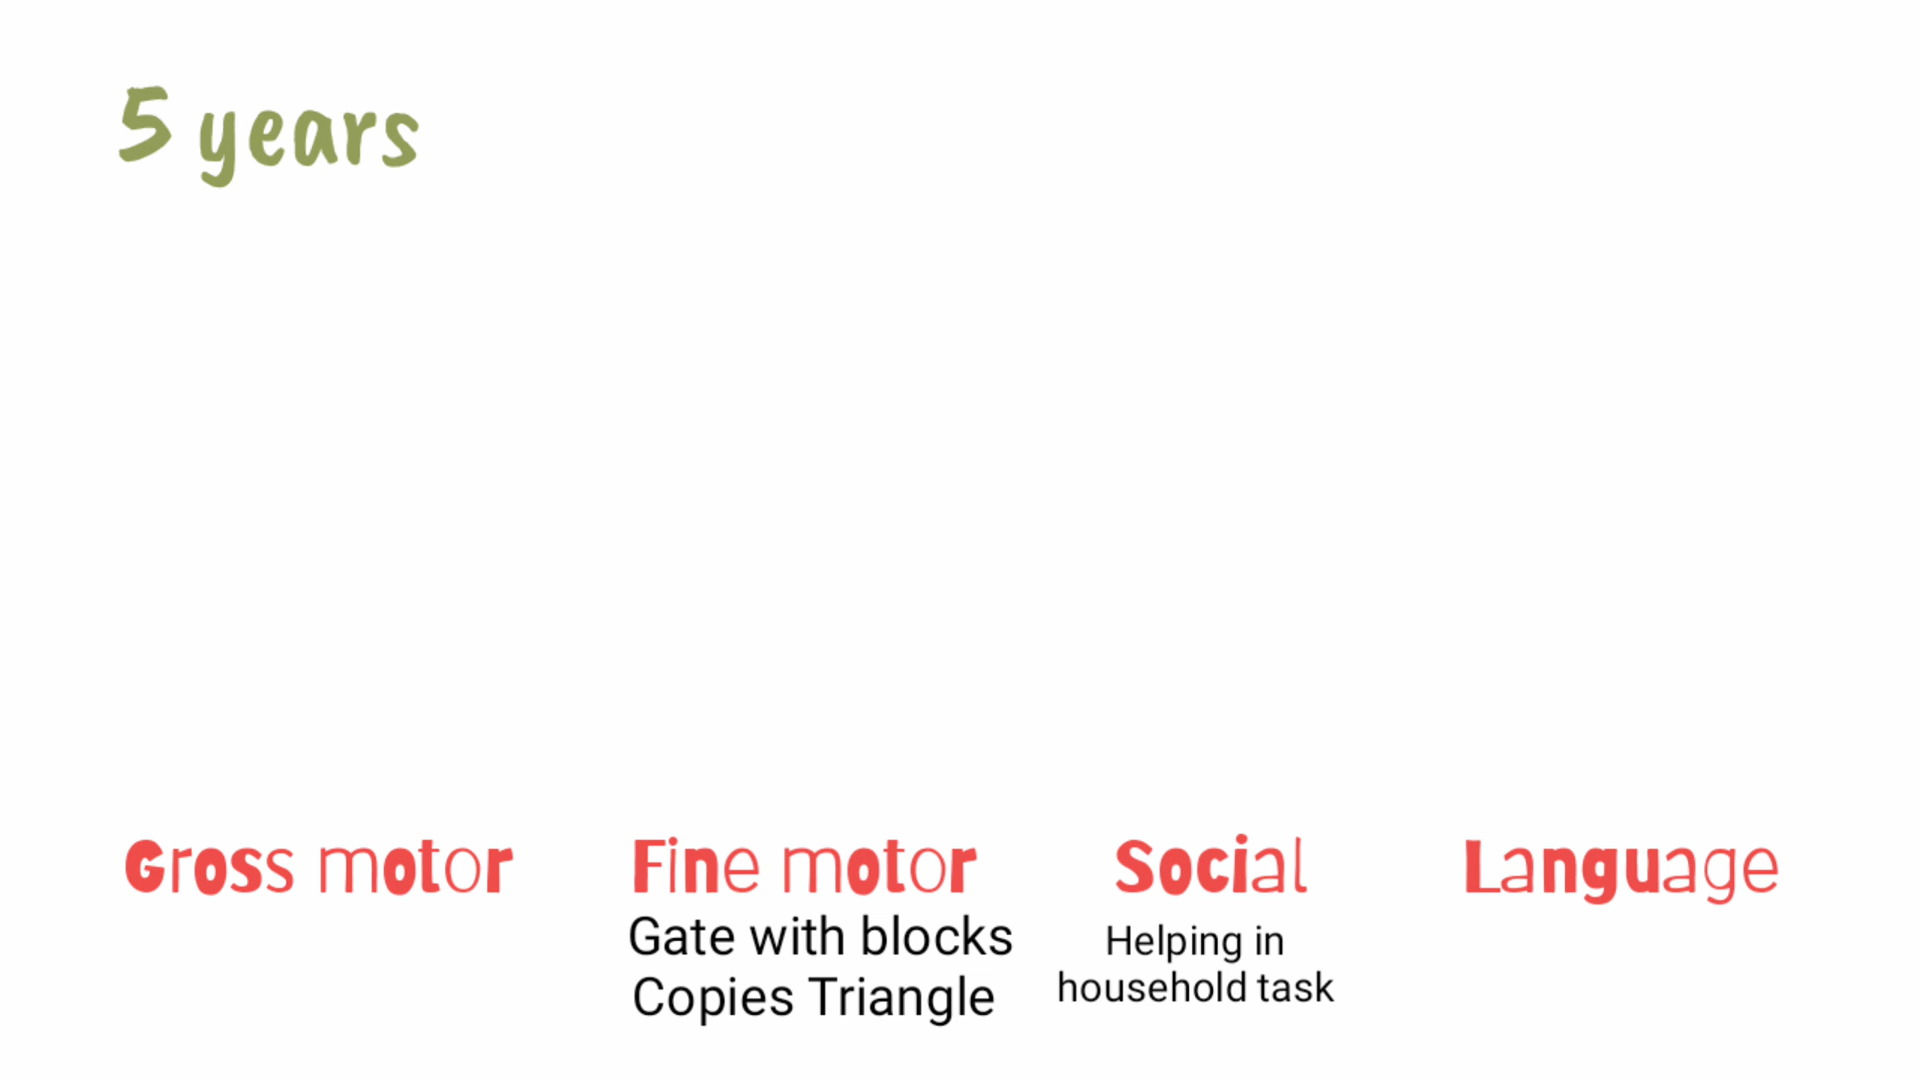 5 years
Gross motor
Fine motor
Gate with blocks
Copies Triangle
Social
Helping in
household task
Language